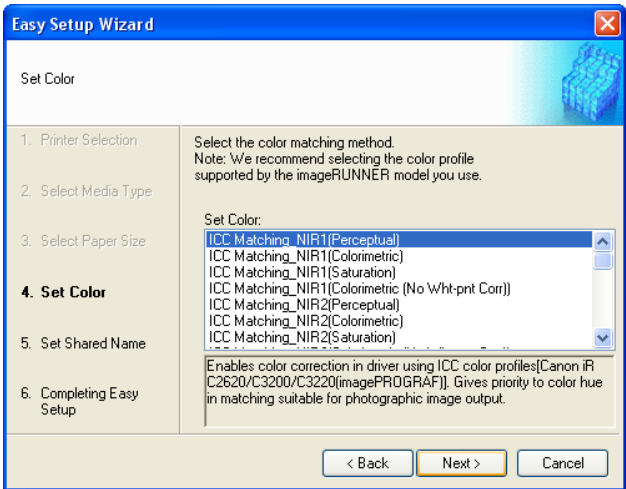 Easy Setup Wizard
Set Color
1. Printer Selection
2. Select Media Type
3. Select Paper Size
4. Set Color
5. Set Shared Name
6. Completing Easy
Setup
Select the color matching method.
Note: We recommend selecting the color profile
supported by the imageRUNNER model you use.
Set Color:
ICC Matching_NIR1(Perceptual)
ICC Matching_NIR1(Colorimetric)
ICC Matching_NIR1(Saturation)
ICC Matching_NIR1(Colorimetric (No Wht-pnt Corr))
ICC Matching_NIR2(Perceptual)
ICC Matching_NIR2(Colorimetric)
ICC Matching_NIR2(Saturation)
Enables color correction in driver using ICC color profiles[Canon iR
C2620/C3200/C3220(imagePROGRAF)]. Gives priority to color hue
in matching suitable for photographic image output.
< Back
Next >
Cancel